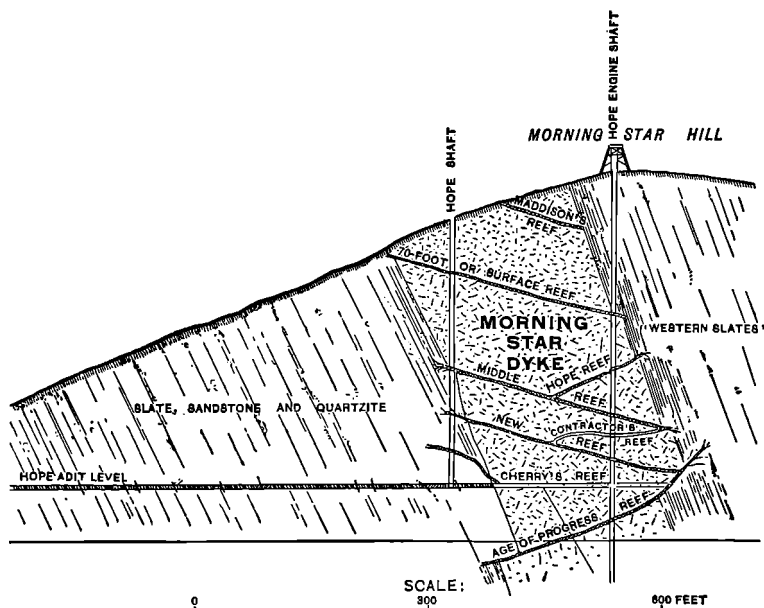 HOPE ENGINE SHAFT
MORNING STAR HILL
HOPE SHAFT
MADDISON'S
REEF
70-FOOT OR SURFACE REEF
MORNING
STAR
DYKE
"WESTERN SLATES"
HOPE REEF
MIDDLE REEF
SLATE, SANDSTONE AND QUARTZITE
NEW REEF
CONTRACTOR'S
REEF
HOPE ADIT LEVEL
CHERRY'S REEF
AGE OF PROGRESS REEF
SCALE:
0 300 600 FEET